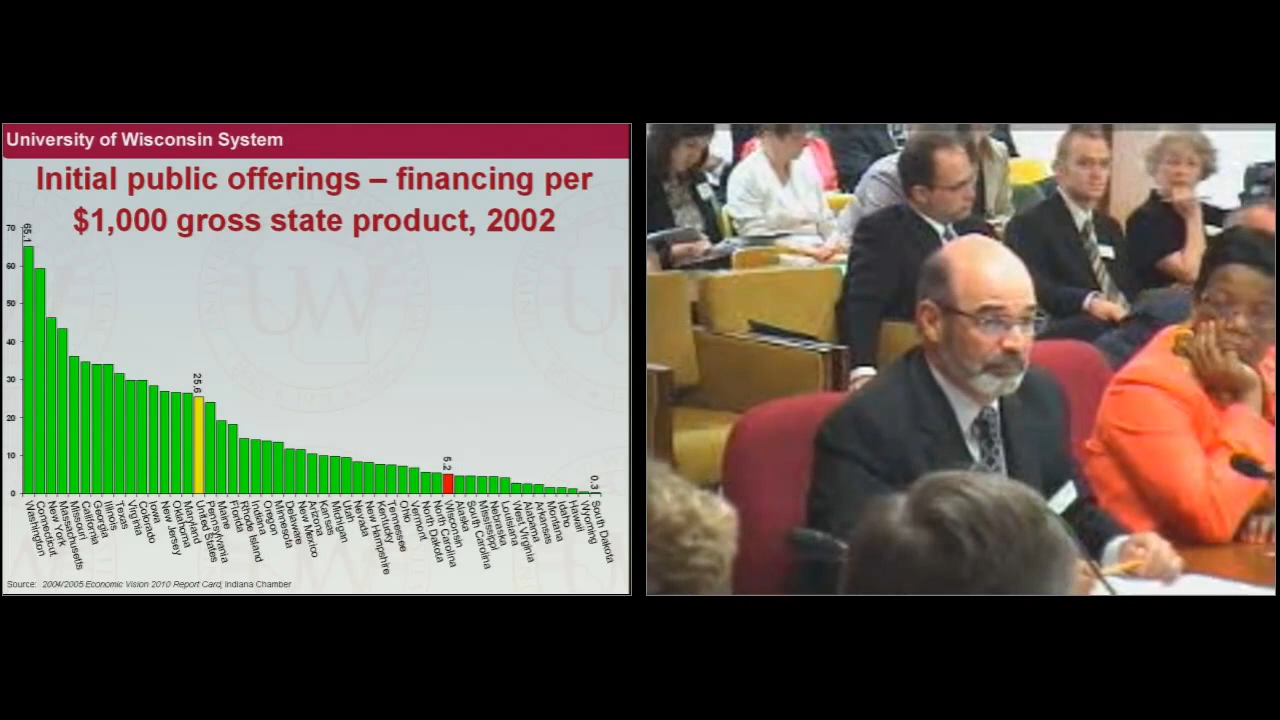 University of Wisconsin System
Initial public offerings – financing per
$1,000 gross state product, 2002
70
60
50
40
30
20
10
0
65.1
25.6
5.2
0.3
Washington
Connecticut
New York
Massachusetts
Missouri
California
Georgia
Illinois
Texas
Virginia
Colorado
Iowa
New Jersey
Oklahoma
Maryland
United States
Pennsylvania
Maine
Florida
Rhode Island
Indiana
Oregon
Minnesota
Delaware
New Mexico
Arizona
Kansas
Michigan
Utah
Nevada
New Hampshire
Kentucky
Tennessee
Ohio
Vermont
North Dakota
North Carolina
Wisconsin
Alaska
South Carolina
Mississippi
Nebraska
Louisiana
West Virginia
Alabama
Arkansas
Montana
Idaho
Hawaii
Wyoming
South Dakota
Source: 2004/2005 Economic Vision 2010 Report Card, Indiana Chamber